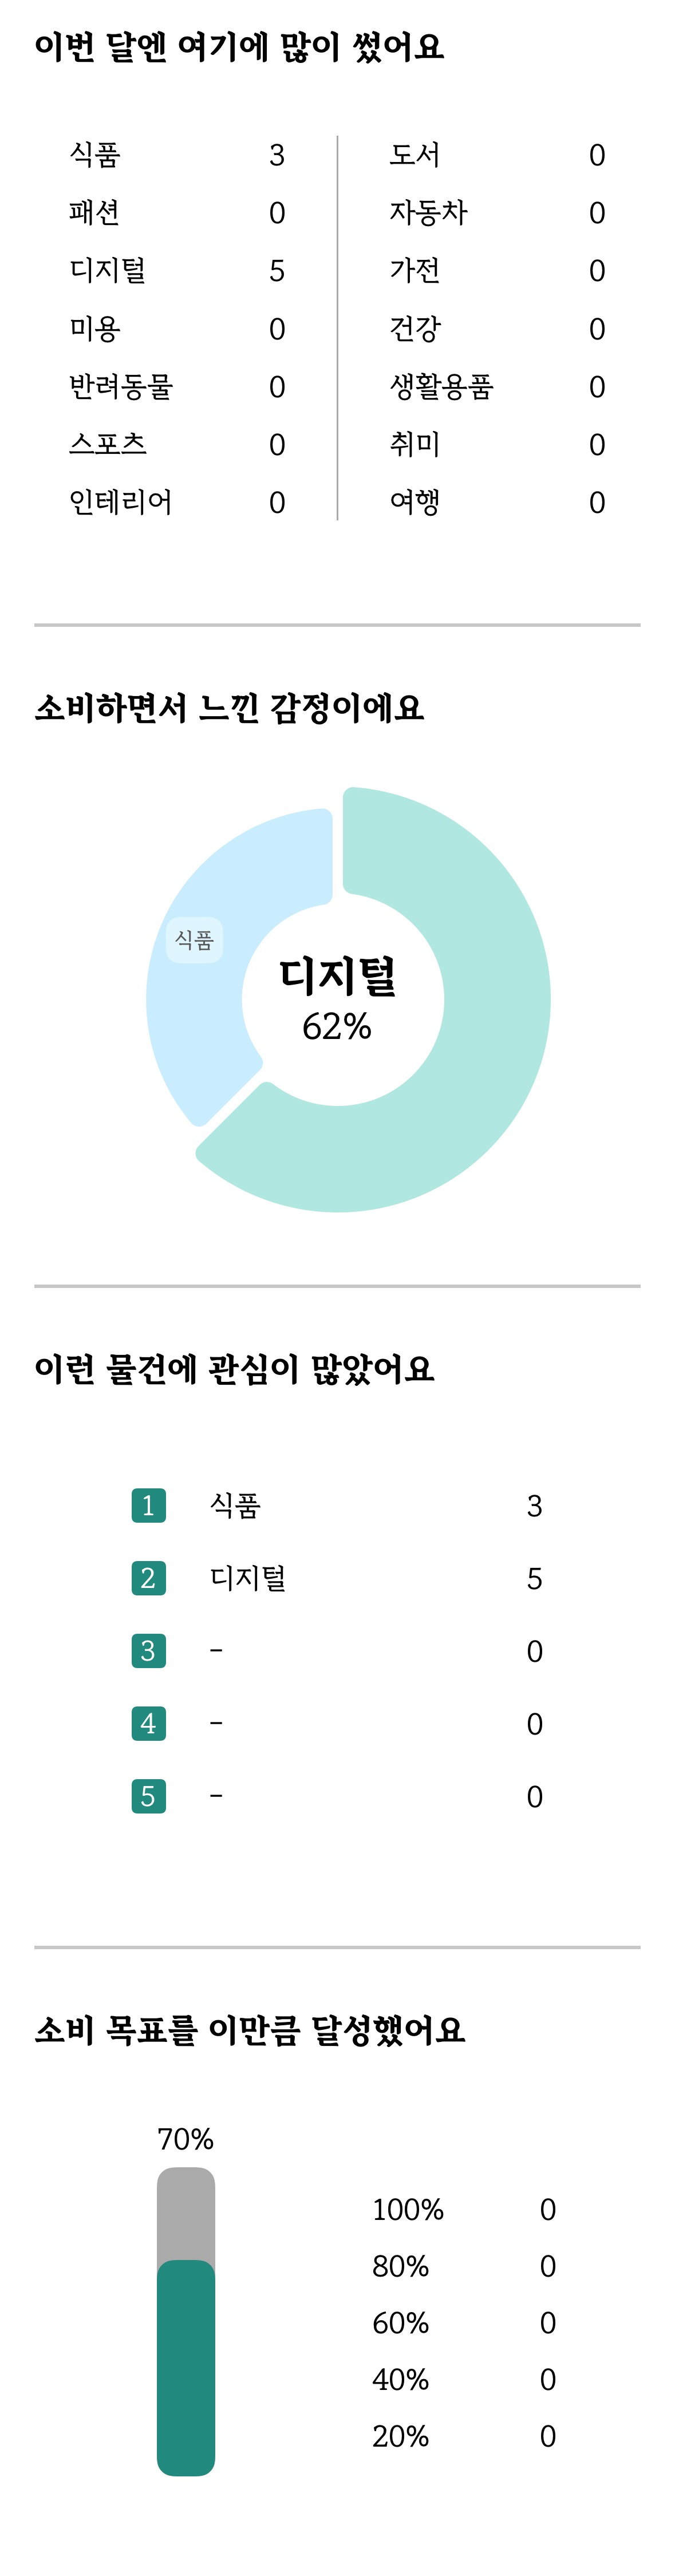 이번 달엔 여기에 많이 썼어요
식품 3
패션 0
디지털 5
미용 0
반려동물 0
스포츠 0
인테리어 0
도서 0
자동차 0
가전 0
건강 0
생활용품 0
취미 0
여행 0
소비하면서 느낀 감정이에요
식품
디지털
62%
이런 물건에 관심이 많았어요
1 식품 3
2 디지털 5
3 - 0
4 - 0
5 - 0
소비 목표를 이만큼 달성했어요
70%
100% 0
80% 0
60% 0
40% 0
20% 0